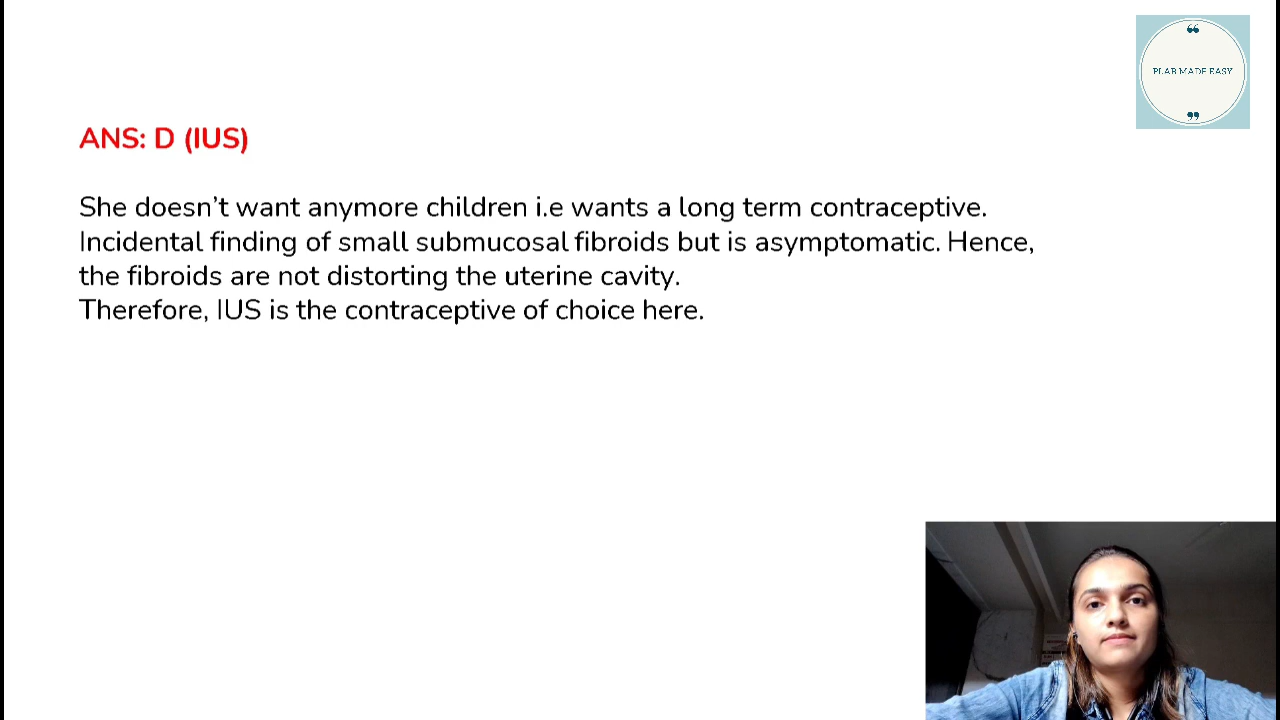 ❝
PLAB MADE EASY
❞
ANS: D (IUS)
She doesn’t want anymore children i.e wants a long term contraceptive.
Incidental finding of small submucosal fibroids but is asymptomatic. Hence,
the fibroids are not distorting the uterine cavity.
Therefore, IUS is the contraceptive of choice here.